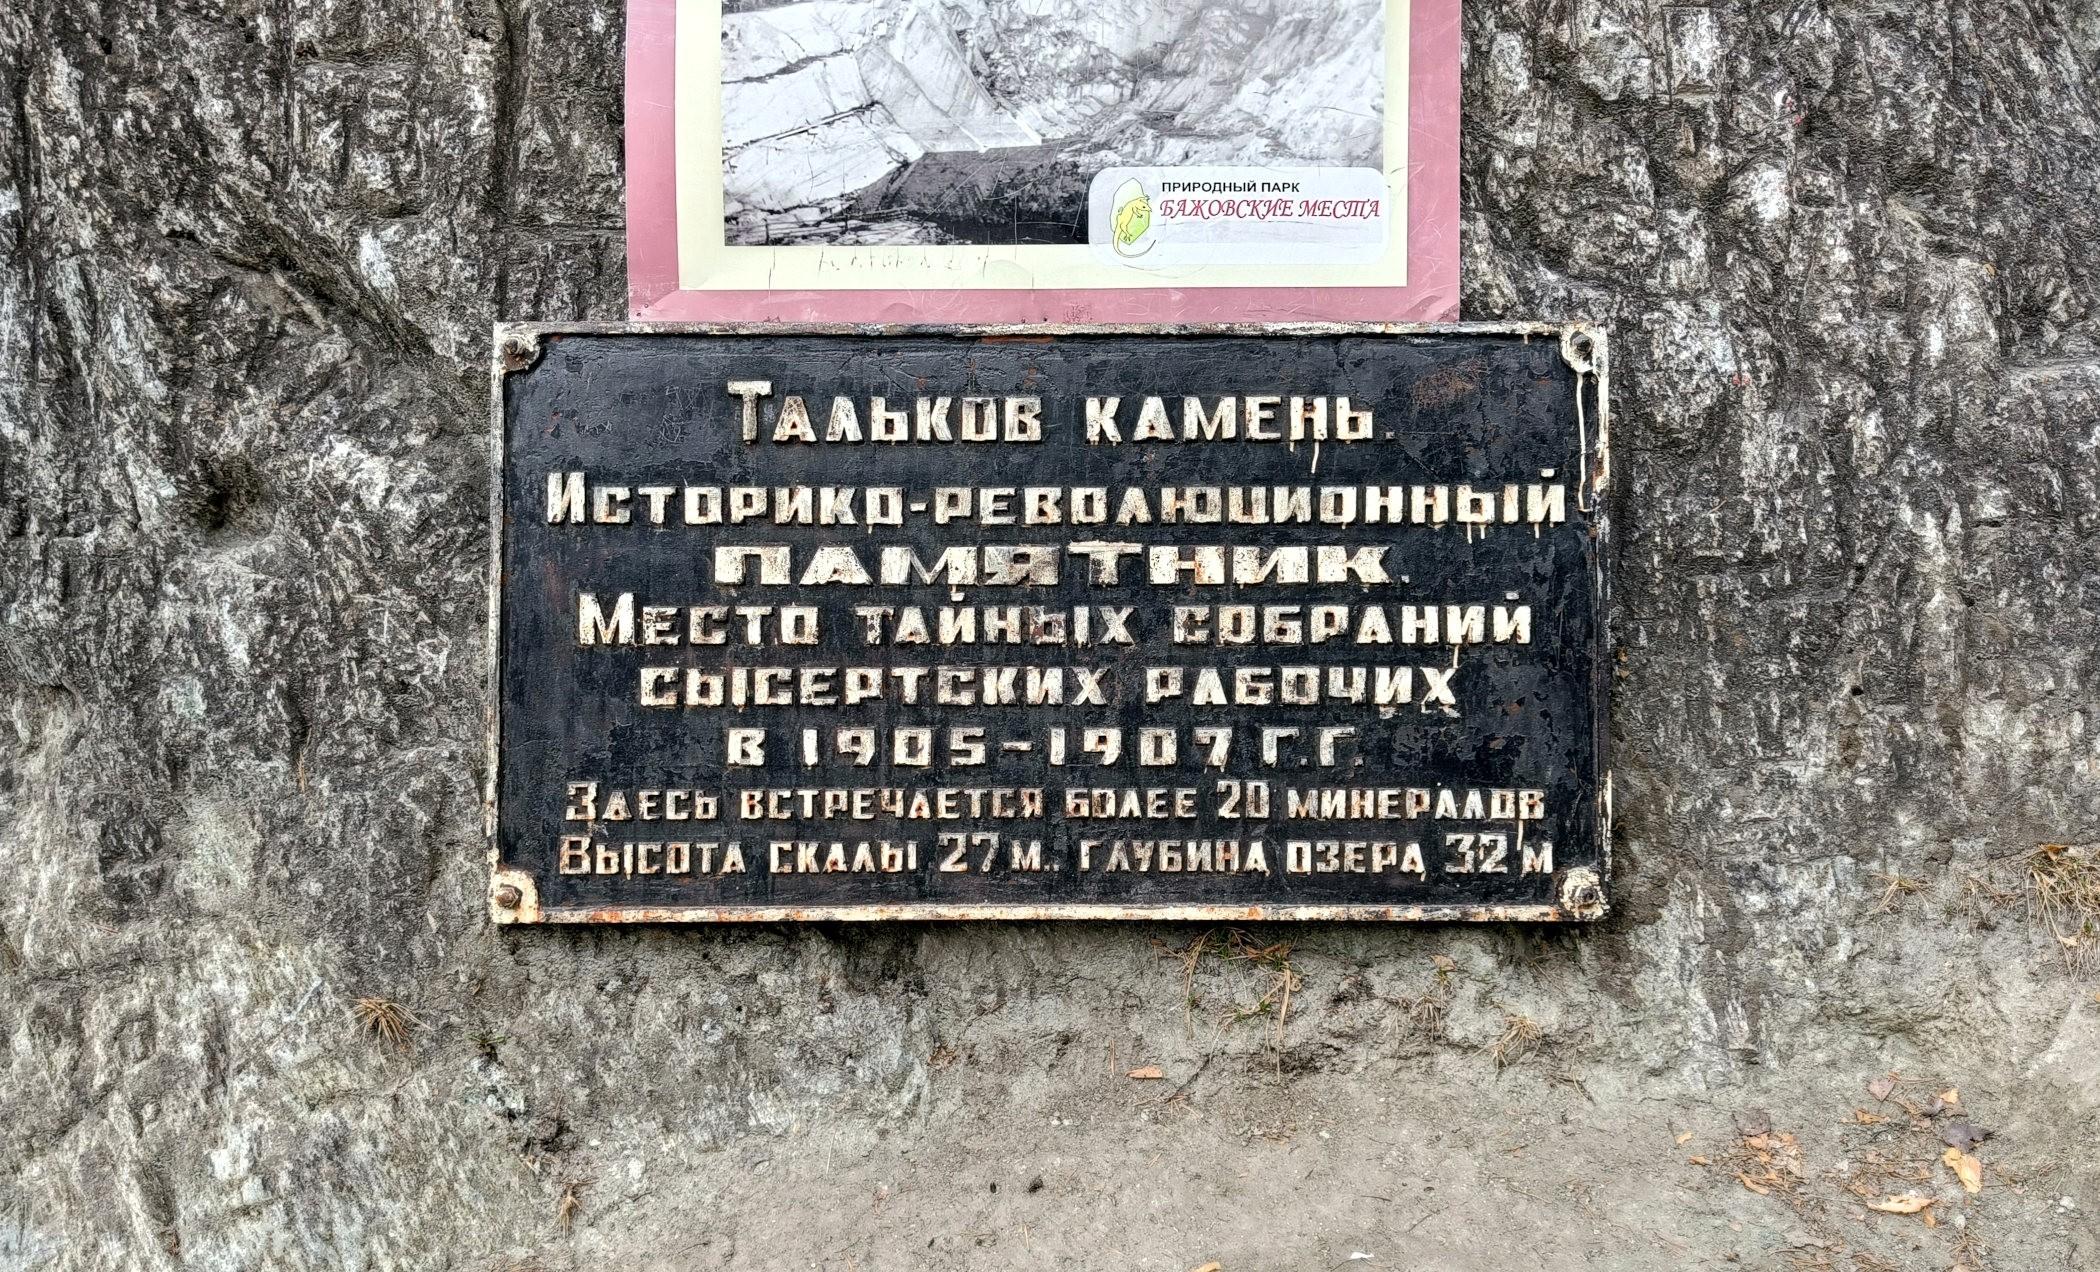 ПРИРОДНЫЙ ПАРК
БАЖОВСКИЕ МЕСТА
ТАЛЬКОВ КАМЕНЬ.
ИСТОРИКО-РЕВОЛЮЦИОННЫЙ
ПАМЯТНИК.
МЕСТО ТАЙНЫХ СОБРАНИЙ
СЫСЕРТСКИХ РАБОЧИХ
В 1905-1907 Г.Г.
ЗДЕСЬ ВСТРЕЧАЕТСЯ БОЛЕЕ 20 МИНЕРАЛОВ
ВЫСОТА СКАЛЫ 27 М., ГЛУБИНА ОЗЕРА 32 М